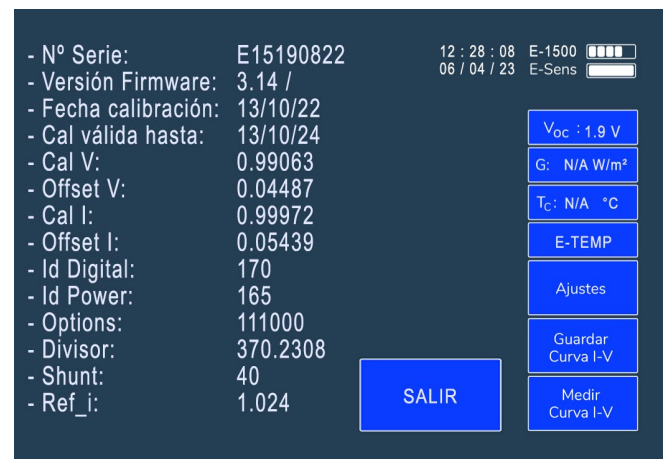 - Nº Serie: E15190822
- Versión Firmware: 3.14 /
- Fecha calibración: 13/10/22
- Cal válida hasta: 13/10/24
- Cal V: 0.99063
- Offset V: 0.04487
- Cal I: 0.99972
- Offset I: 0.05439
- Id Digital: 170
- Id Power: 165
- Options: 111000
- Divisor: 370.2308
- Shunt: 40
- Ref_i: 1.024
12 : 28 : 08 E-1500
06 / 04 / 23 E-Sens
Voc : 1.9 V
G: N/A W/m²
TC: N/A °C
E-TEMP
Ajustes
Guardar
Curva I-V
Medir
Curva I-V
SALIR